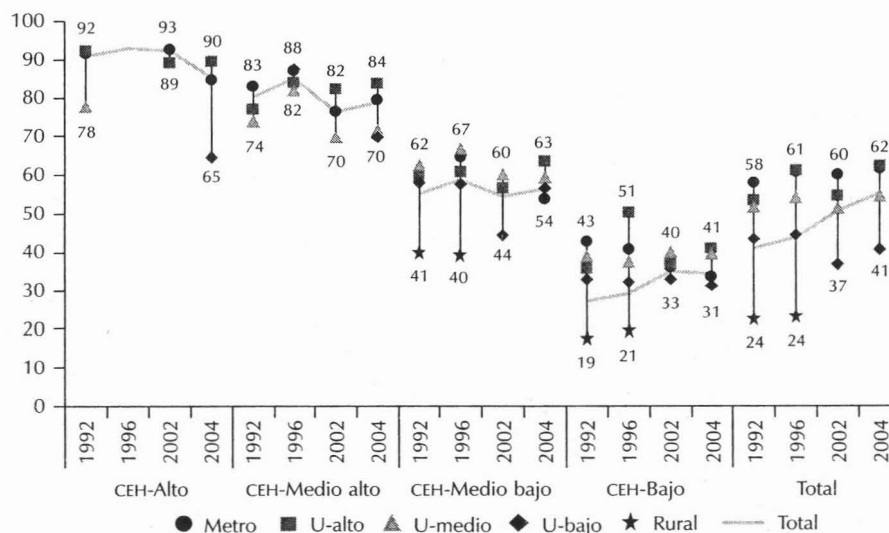 100
90
80
70
60
50
40
30
20
10
0
92 93 90 83 88 82 84 62 67 60 63 43 51 40 41 58 61 60 62
78 89 65 74 82 70 70 41 40 44 54 19 21 33 31 24 24 37 41
1992 1996 2002 2004 1992 1996 2002 2004 1992 1996 2002 2004 1992 1996 2002 2004 1992 1996 2002 2004
CEH-Alto CEH-Medio alto CEH-Medio bajo CEH-Bajo Total
Metro U-alto U-medio U-bajo Rural Total